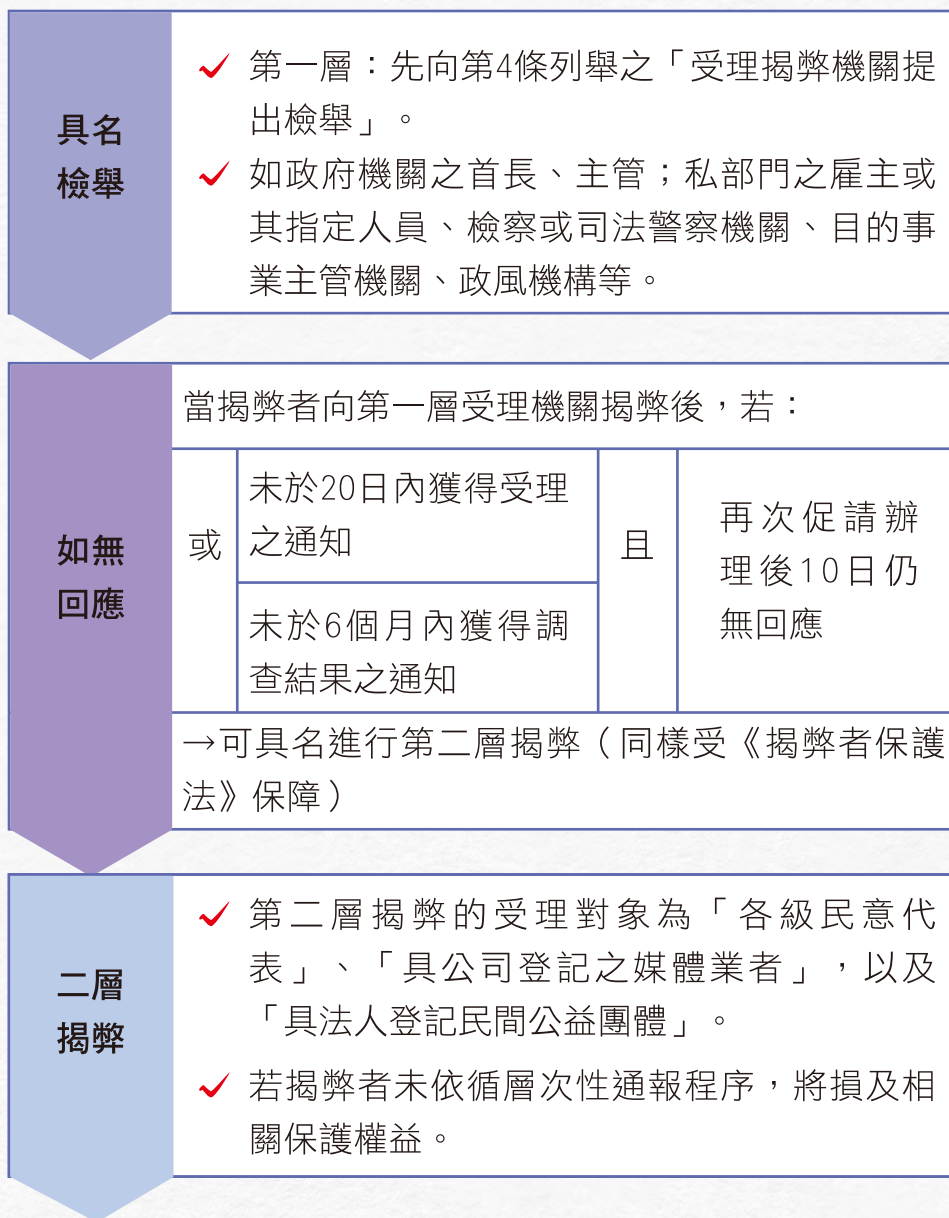 具名
檢舉
第一層：先向第4條列舉之「受理揭弊機關提
出檢舉」。
如政府機關之首長、主管；私部門之雇主或
其指定人員、檢察或司法警察機關、目的事
業主管機關、政風機構等。
如無
回應
當揭弊者向第一層受理機關揭弊後，若：
或
未於20日內獲得受理
之通知
未於6個月內獲得調
查結果之通知
且
再次促請辦
理後10日仍
無回應
→可具名進行第二層揭弊（同樣受《揭弊者保護
法》保障）
二層
揭弊
第二層揭弊的受理對象為「各級民意代
表」、「具公司登記之媒體業者」，以及
「具法人登記民間公益團體」。
若揭弊者未依循層次性通報程序，將損及相
關保護權益。